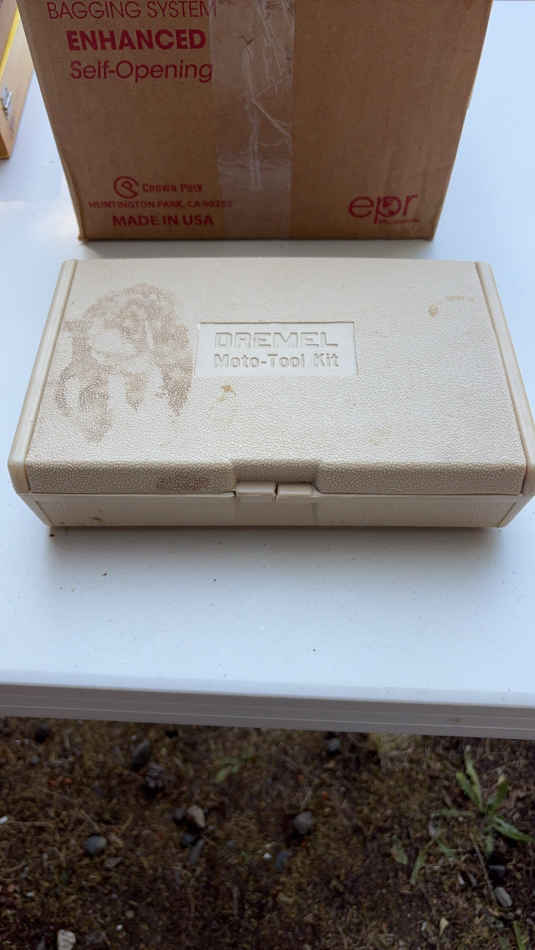 BAGGING SYSTEM
ENHANCED
Self-Opening
Crown Poly
HUNTINGTON PARK, CA 90255
MADE IN USA
epr
DREMEL
Moto-Tool Kit